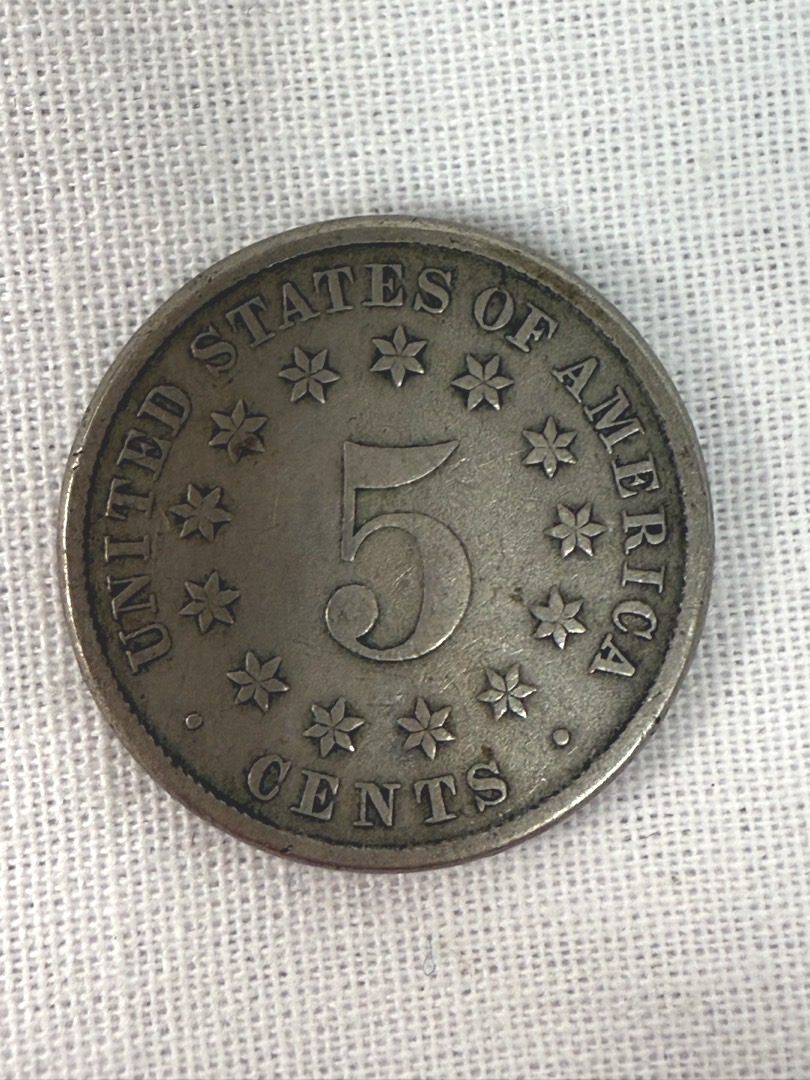 UNITED STATES OF AMERICA
5
CENTS